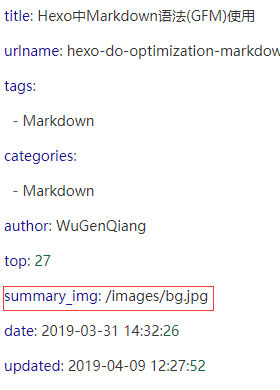 title: Hexo中Markdown语法(GFM)使用
urlname: hexo-do-optimization-markdow
tags:
- Markdown
categories:
- Markdown
author: WuGenQiang
top: 27
summary_img: /images/bg.jpg
date: 2019-03-31 14:32:26
updated: 2019-04-09 12:27:52